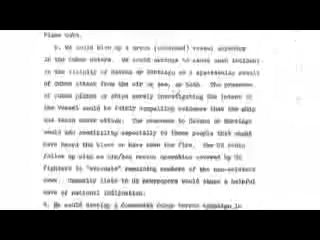 b. We could blow up a drone (unmanned) vessel anywhere
in the Cuban waters. We could arrange to cause such incident
in the vicinity of Havana or Santiago as a spectacular result
of Cuban attack from the air or sea, or both. The presence
of Cuban planes or ships merely investigating the intent of
the vessel could be fairly compelling evidence that the ship
was taken under attack. The nearness to Havana or Santiago
would add credibility especially to those people that might
have heard the blast or have seen the fire. The US could
follow up with an air/sea rescue operation covered by US
fighters to "evacuate" remaining members of the non-existent
crew. Casualty lists in US newspapers would cause a helpful
wave of national indignation.
4. We could develop a Communist Cuban terror campaign in